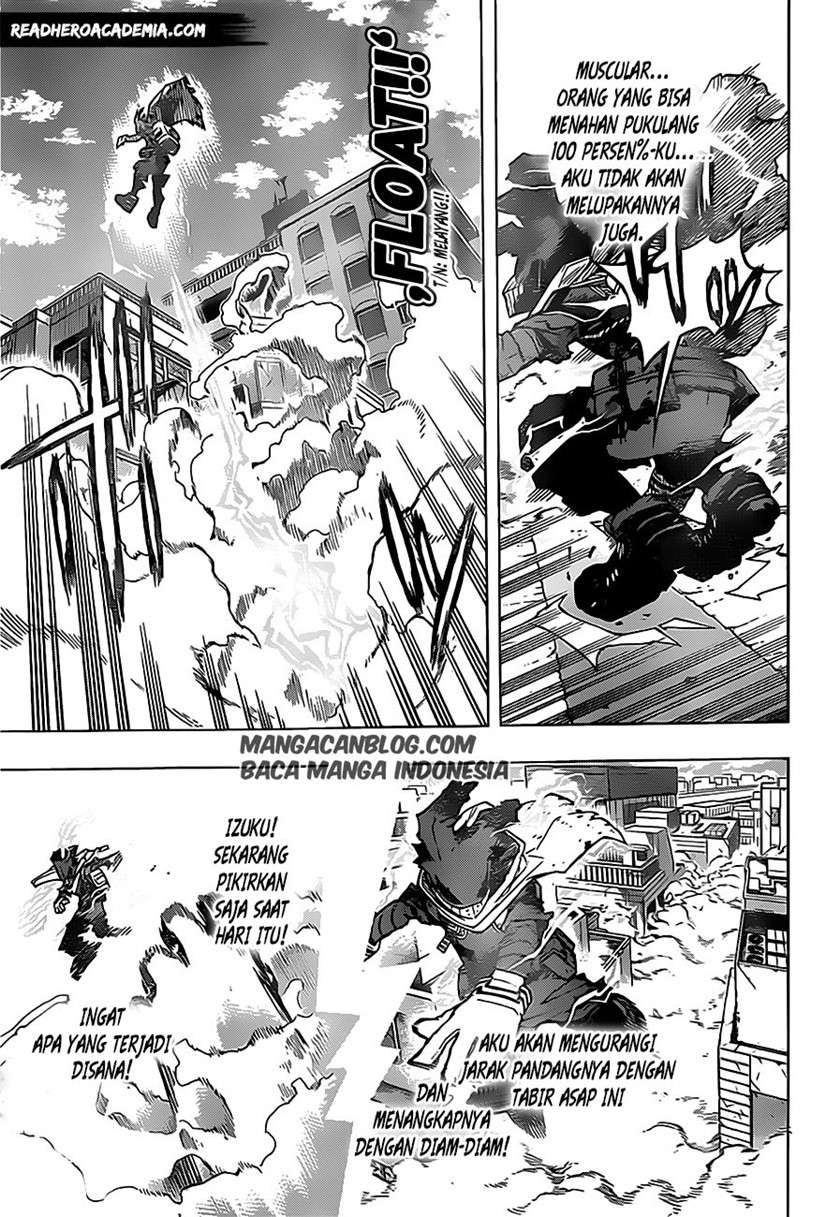 READHEROACADEMIA.COM
MUSCULAR...
ORANG YANG BISA
MENAHAN PUKULANG
100 PERSEN%-KU...
AKU TIDAK AKAN
MELUPAKANNYA
JUGA.
'FLOAT!!'
T/N: MELAYANG!!
MANGACANBLOG.COM
BACA MANGA INDONESIA
AKU AKAN MENGURANGI
JARAK PANDANGNYA DENGAN
TABIR ASAP INI
DAN
MENANGKAPNYA
DENGAN DIAM-DIAM!
IZUKU!
SEKARANG
PIKIRKAN
SAJA SAAT
HARI ITU!
INGAT
APA YANG TERJADI
DISANA!